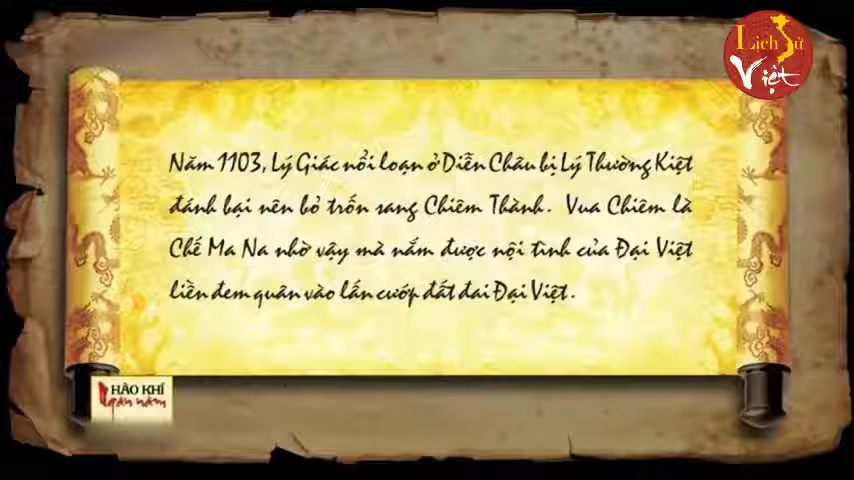 Lịch Sử
Việt
Năm 1103, Lý Giác nổi loạn ở Diễn Châu bị Lý Thường Kiệt
đánh bại nên bỏ trốn sang Chiêm Thành. Vua Chiêm là
Chế Ma Na nhờ vậy mà nắm được nội tình của Đại Việt
liền đem quân vào lấn cướp đất đai Đại Việt.
HÀO KHÍ
ngàn năm